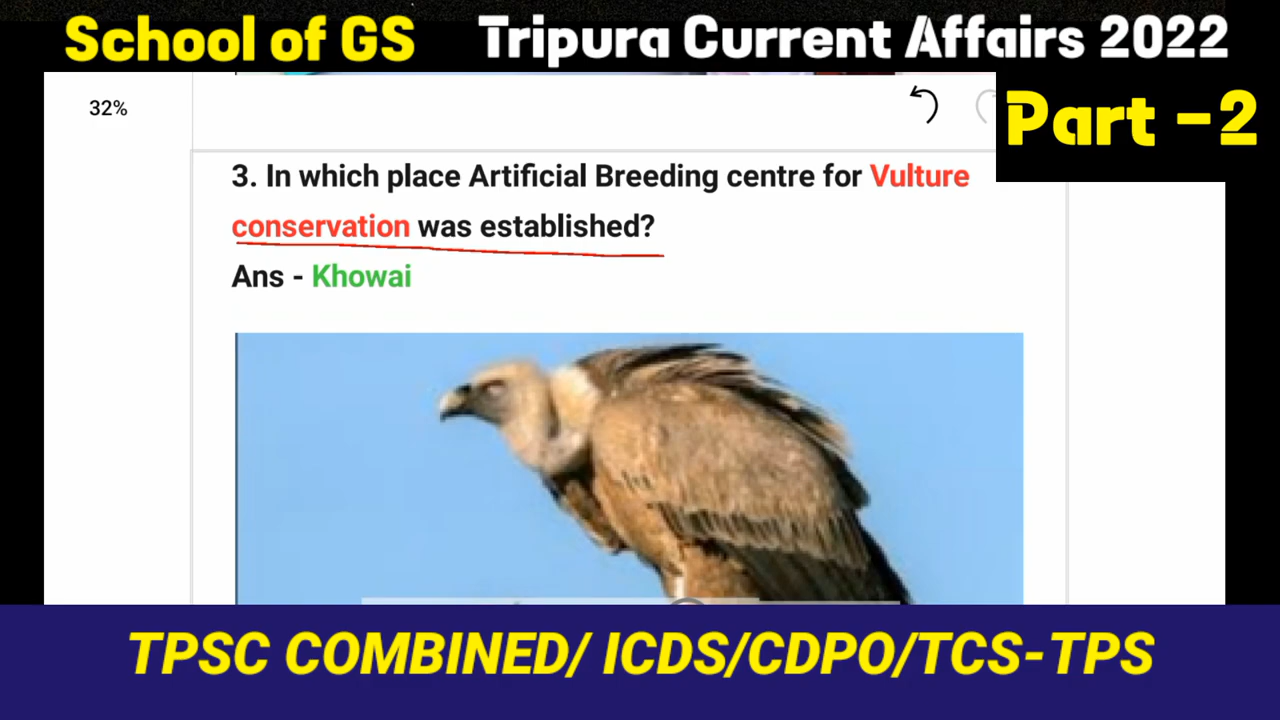 School of GS Tripura Current Affairs 2022
Part -2
32%
3. In which place Artificial Breeding centre for Vulture
conservation was established?
Ans - Khowai
TPSC COMBINED/ ICDS/CDPO/TCS-TPS